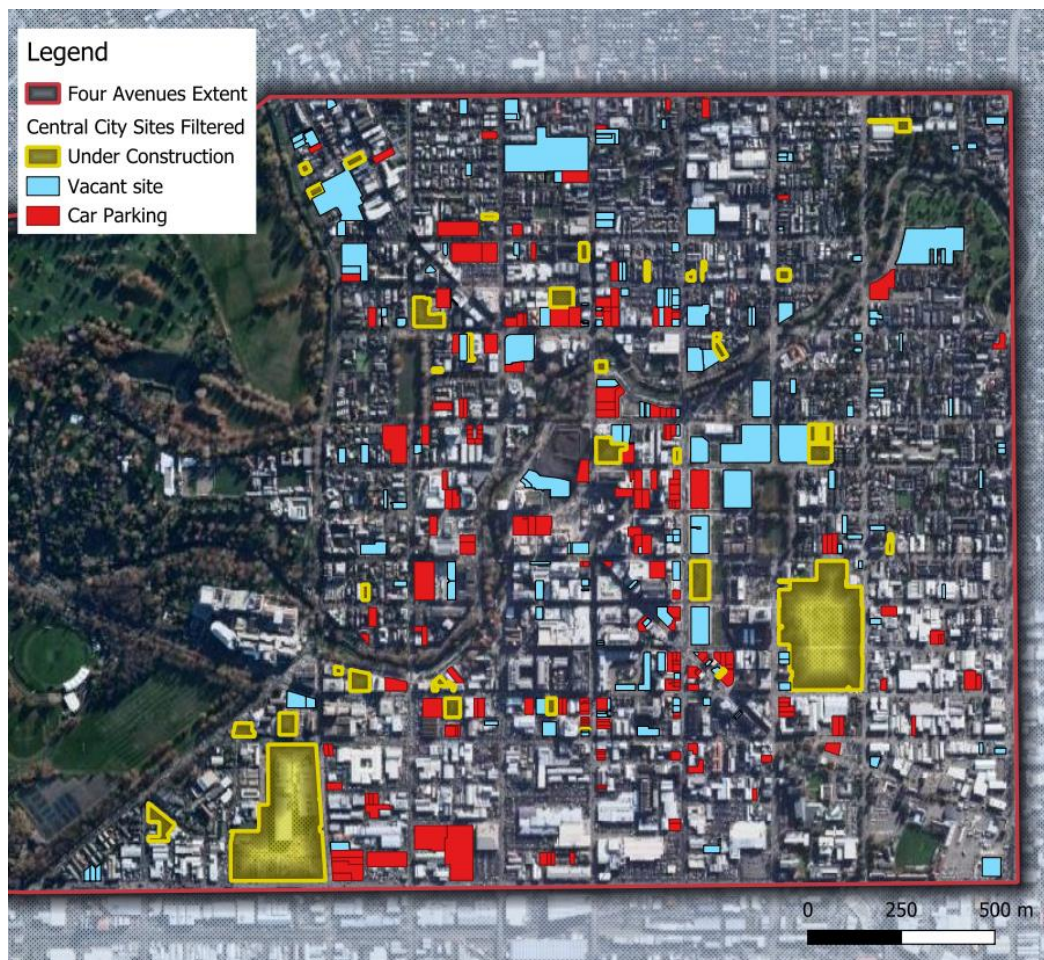 Legend
Four Avenues Extent
Central City Sites Filtered
Under Construction
Vacant site
Car Parking
0 250 500 m